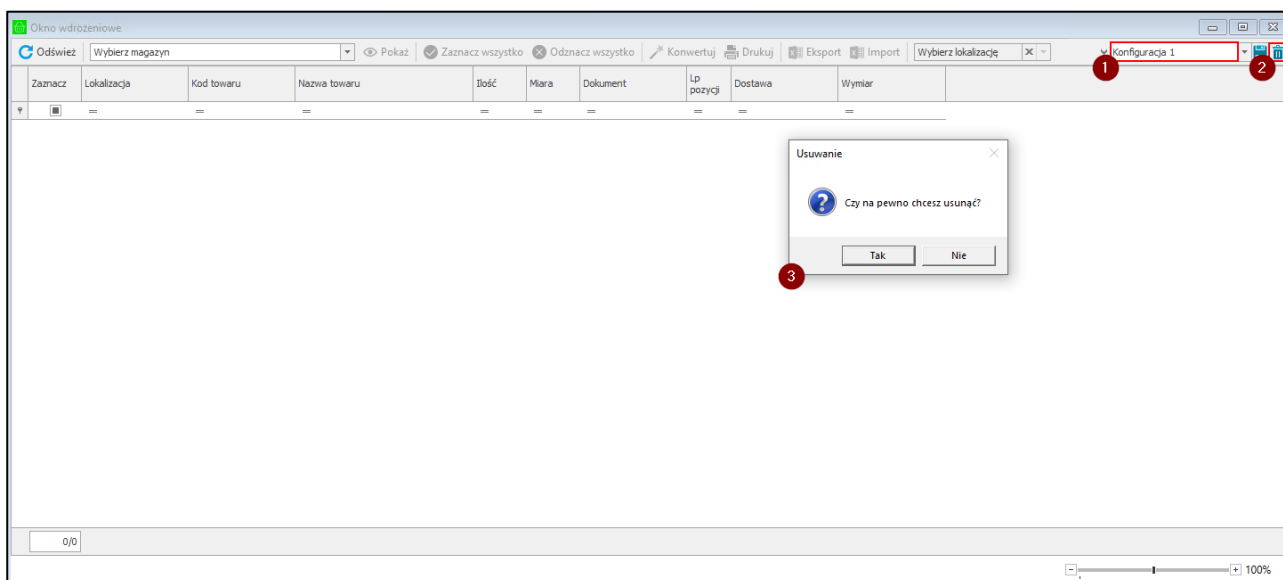 Okno wdrożeniowe
Odśwież Wybierz magazyn Pokaż Zaznacz wszystko Odznacz wszystko Konwertuj Drukuj Eksport Import Wybierz lokalizację Konfiguracja 1
1 2
Zaznacz Lokalizacja Kod towaru Nazwa towaru Ilość Miara Dokument Lp pozycji Dostawa Wymiar
= = = = = = = = =
Usuwanie
Czy na pewno chcesz usunąć?
Tak Nie
3
0/0
100%